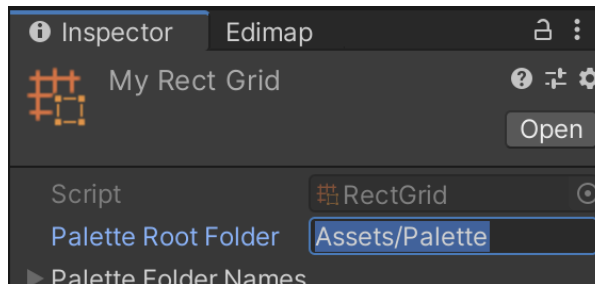 Inspector Edimap
My Rect Grid
Open
Script RectGrid
Palette Root Folder Assets/Palette
Palette Folder Names